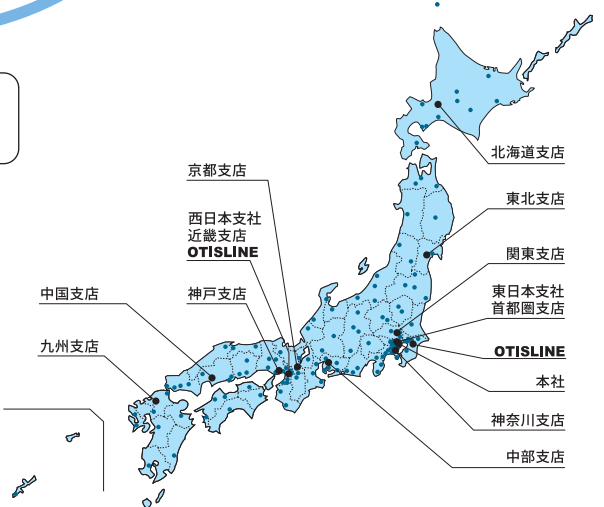 北海道支店
京都支店
東北支店
西日本支社
近畿支店
OTISLINE
関東支店
中国支店
神戸支店
東日本支社
首都圏支店
九州支店
OTISLINE
本社
神奈川支店
中部支店